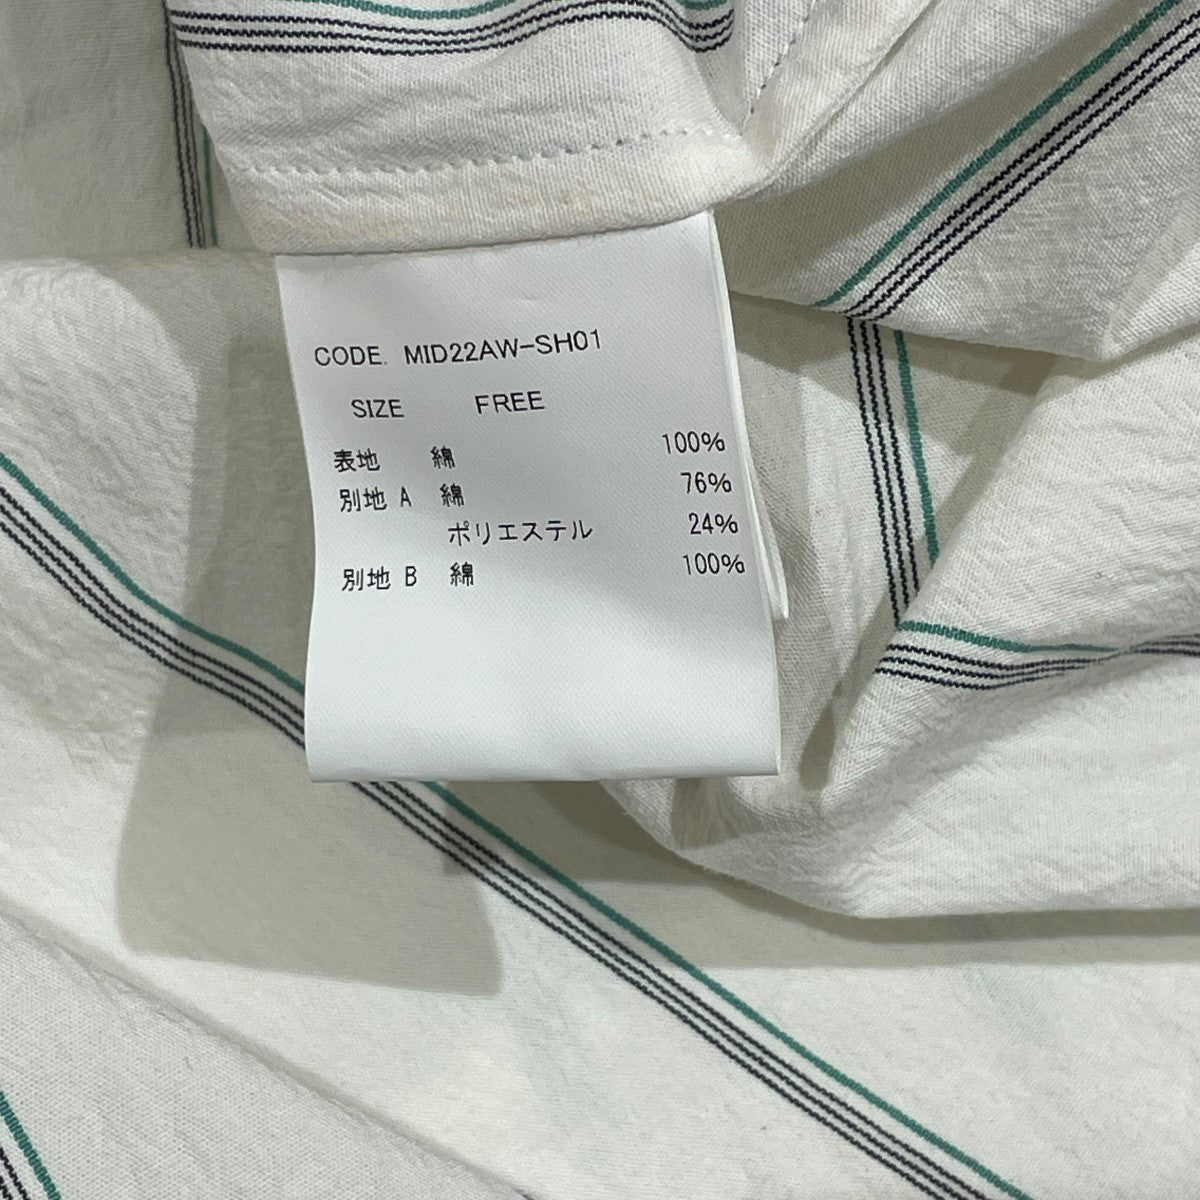 CODE. MID22AW-SH01
SIZE FREE
表地 綿 100%
別地 A 綿 76%
ポリエステル 24%
別地 B 綿 100%